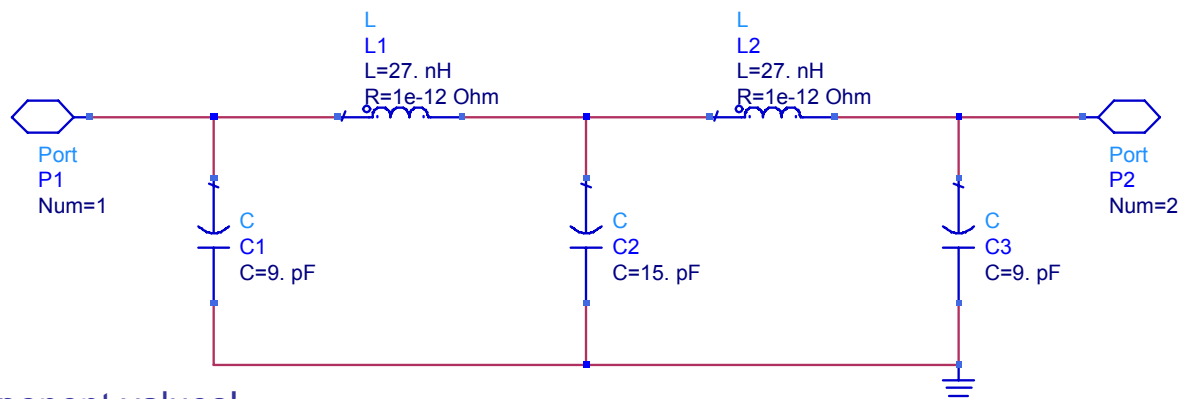 L
L1
L=27. nH
R=1e-12 Ohm
L
L2
L=27. nH
R=1e-12 Ohm
Port
P1
Num=1
Port
P2
Num=2
C
C1
C=9. pF
C
C2
C=15. pF
C
C3
C=9. pF